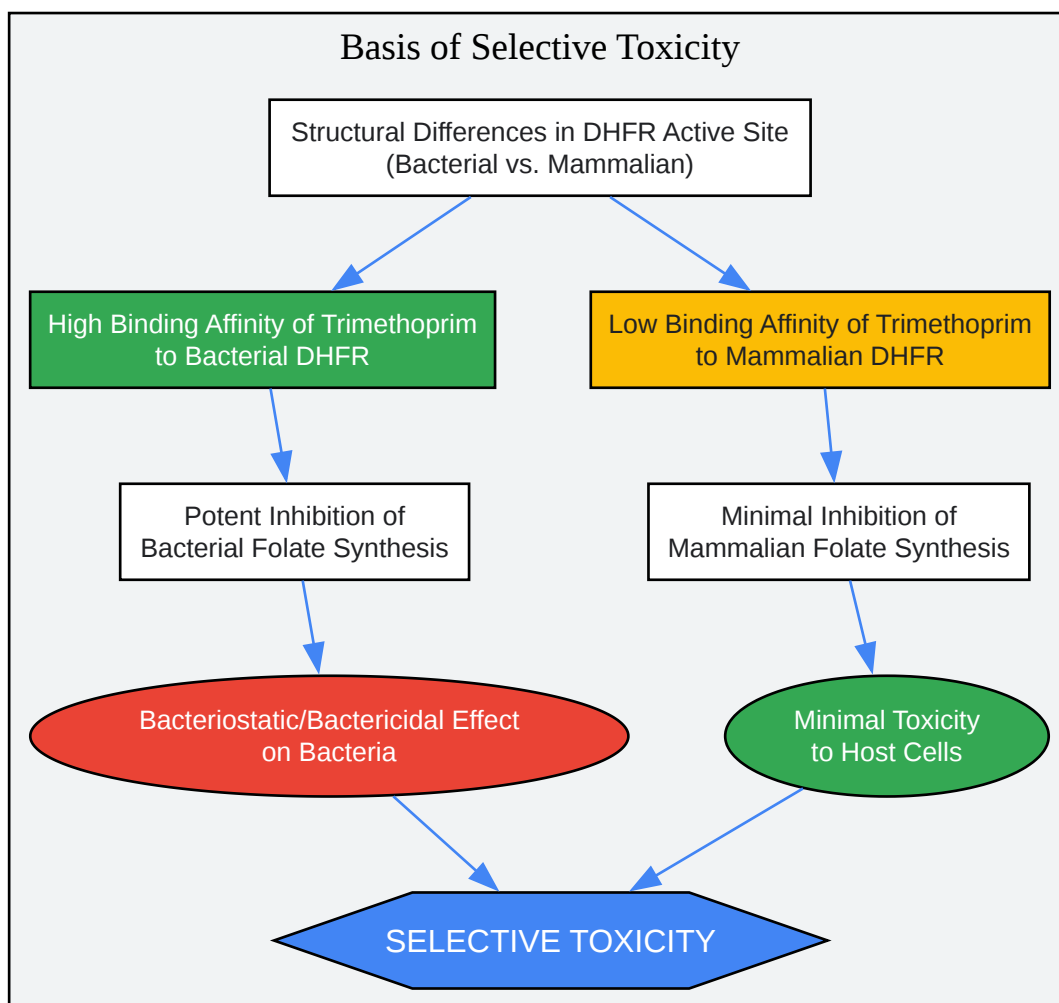 Basis of Selective Toxicity
Structural Differences in DHFR Active Site
(Bacterial vs. Mammalian)
High Binding Affinity of Trimethoprim
to Bacterial DHFR
Low Binding Affinity of Trimethoprim
to Mammalian DHFR
Potent Inhibition of
Bacterial Folate Synthesis
Minimal Inhibition of
Mammalian Folate Synthesis
Bacteriostatic/Bactericidal Effect
on Bacteria
Minimal Toxicity
to Host Cells
SELECTIVE TOXICITY